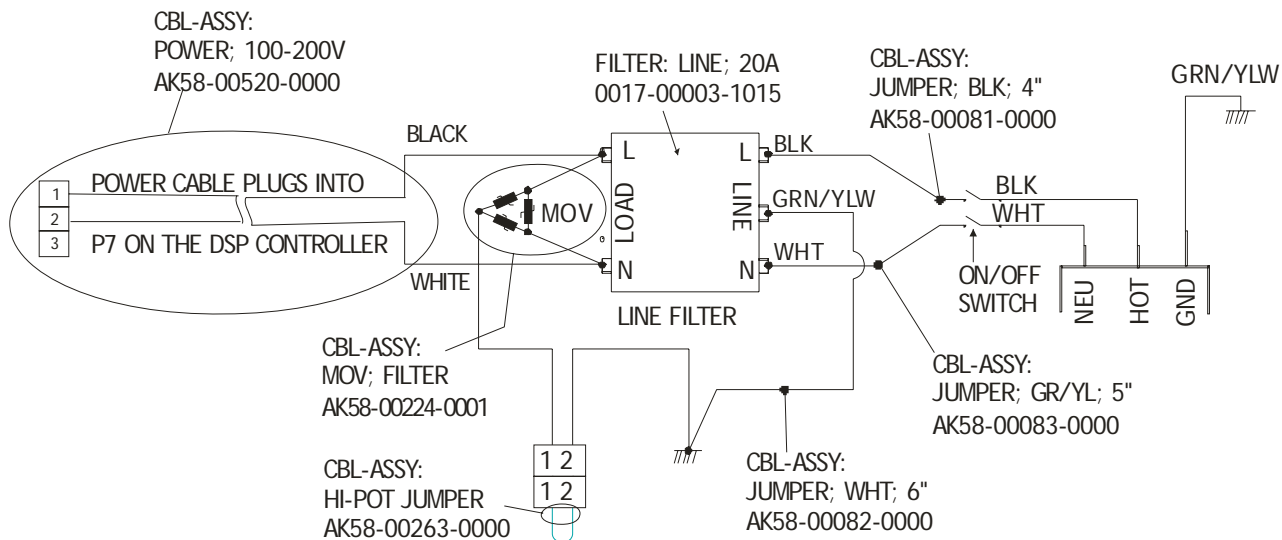 CBL-ASSY:
POWER; 100-200V
AK58-00520-0000
FILTER: LINE; 20A
0017-00003-1015
CBL-ASSY:
JUMPER; BLK; 4"
AK58-00081-0000
GRN/YLW
BLACK
L
L
BLK
1
POWER CABLE PLUGS INTO
2
3
P7 ON THE DSP CONTROLLER
MOV
LOAD
LINE
GRN/YLW
BLK
WHT
WHITE
N
N
WHT
ON/OFF
SWITCH
NEU
HOT
GND
LINE FILTER
CBL-ASSY:
MOV; FILTER
AK58-00224-0001
CBL-ASSY:
JUMPER; GR/YL; 5"
AK58-00083-0000
1 2
1 2
CBL-ASSY:
HI-POT JUMPER
AK58-00263-0000
CBL-ASSY:
JUMPER; WHT; 6"
AK58-00082-0000